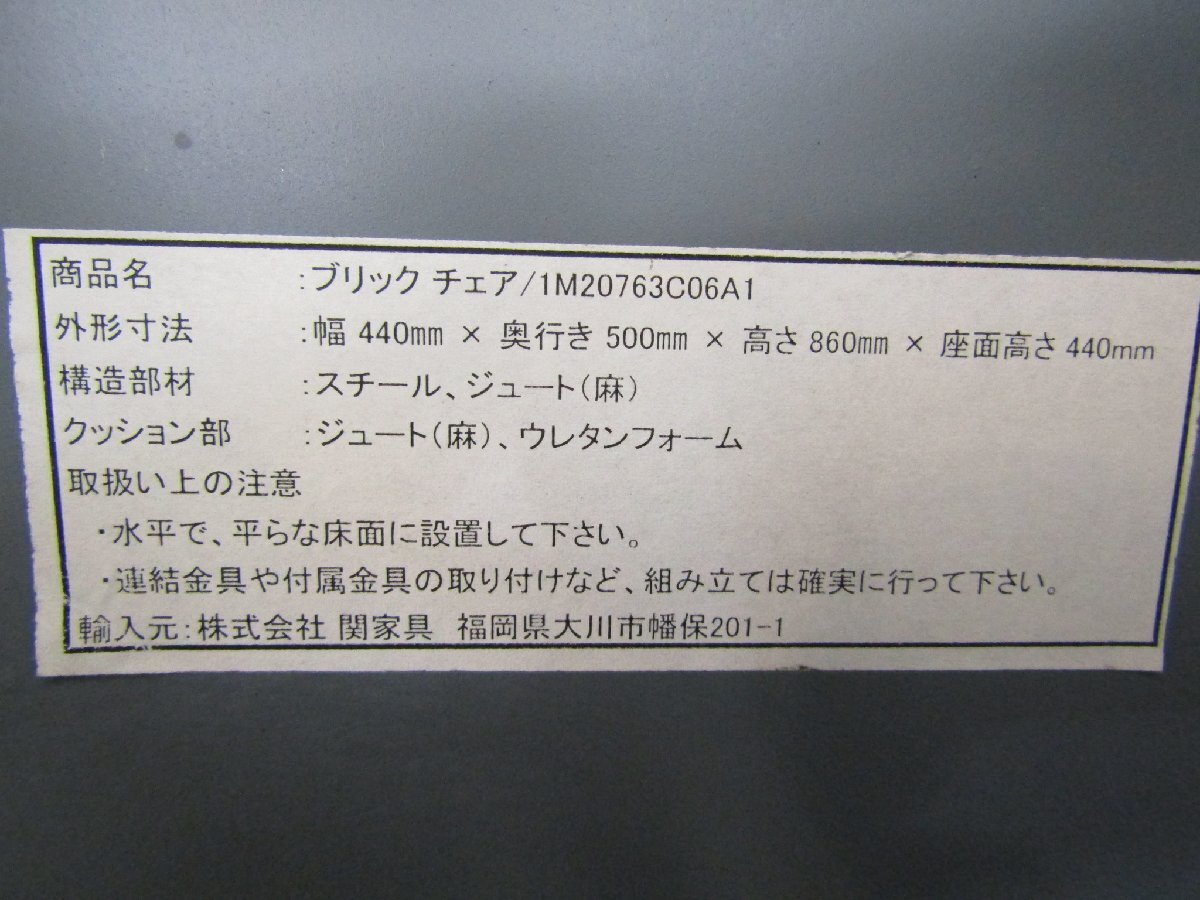 商品名 :ブリック チェア/1M20763C06A1
外形寸法 :幅 440㎜ × 奥行き 500㎜ × 高さ 860㎜ × 座面高さ 440mm
構造部材 :スチール、ジュート(麻)
クッション部 :ジュート(麻)、ウレタンフォーム
取扱い上の注意
・水平で、平らな床面に設置して下さい。
・連結金具や付属金具の取り付けなど、組み立ては確実に行って下さい。
輸入元:株式会社 関家具 福岡県大川市幡保201-1